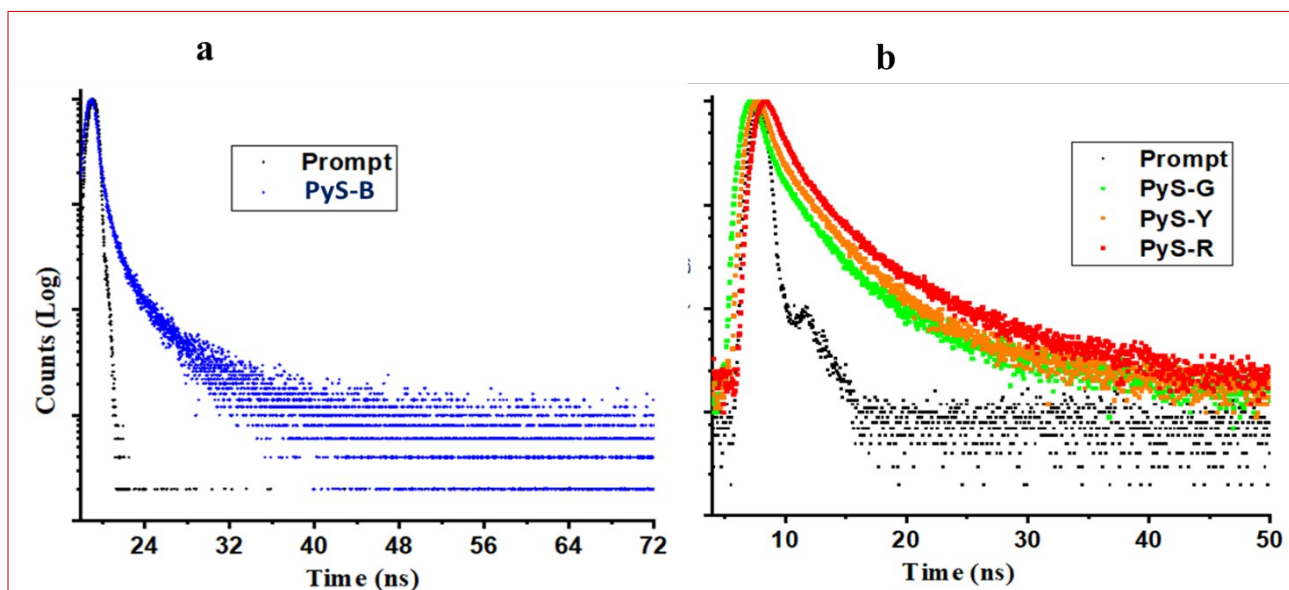 a
Prompt
PyS-B
Counts (Log)
24 32 40 48 56 64 72
Time (ns)
b
Prompt
PyS-G
PyS-Y
PyS-R
10 20 30 40 50
Time (ns)